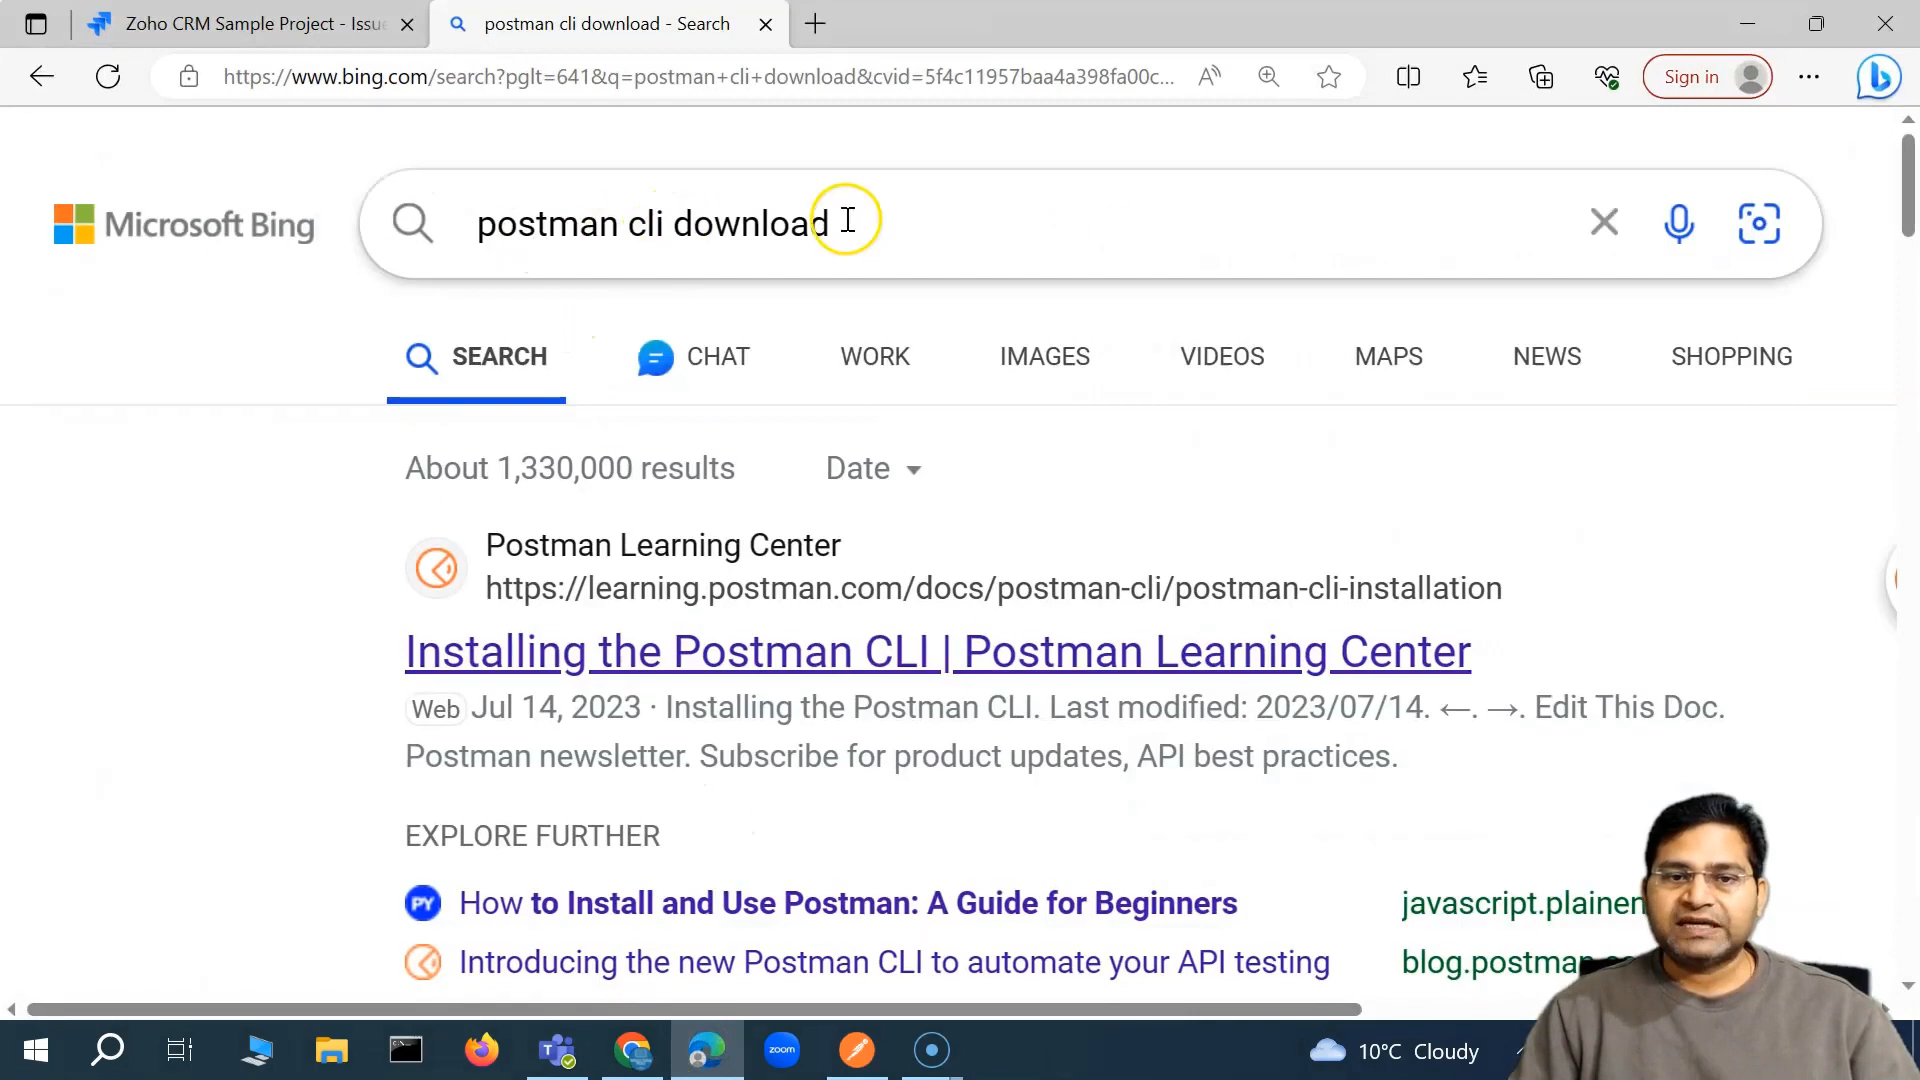 Zoho CRM Sample Project - Issue
postman cli download - Search
https://www.bing.com/search?pglt=641&q=postman+cli+download&cvid=5f4c11957baa4a398fa00c...
Sign in
Microsoft Bing
postman cli download
SEARCH
CHAT
WORK
IMAGES
VIDEOS
MAPS
NEWS
SHOPPING
About 1,330,000 results
Date
Postman Learning Center
https://learning.postman.com/docs/postman-cli/postman-cli-installation
Installing the Postman CLI | Postman Learning Center
Web Jul 14, 2023 · Installing the Postman CLI. Last modified: 2023/07/14. ←. →. Edit This Doc.
Postman newsletter. Subscribe for product updates, API best practices.
EXPLORE FURTHER
PY How to Install and Use Postman: A Guide for Beginners
javascript.plainen
Introducing the new Postman CLI to automate your API testing
blog.postman
zoom
10°C Cloudy